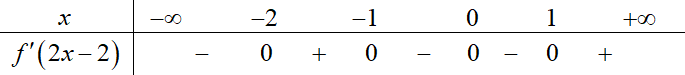 x −∞ −2 −1 0 1 +∞
f′(2x−2) − 0 + 0 − 0 − 0 +